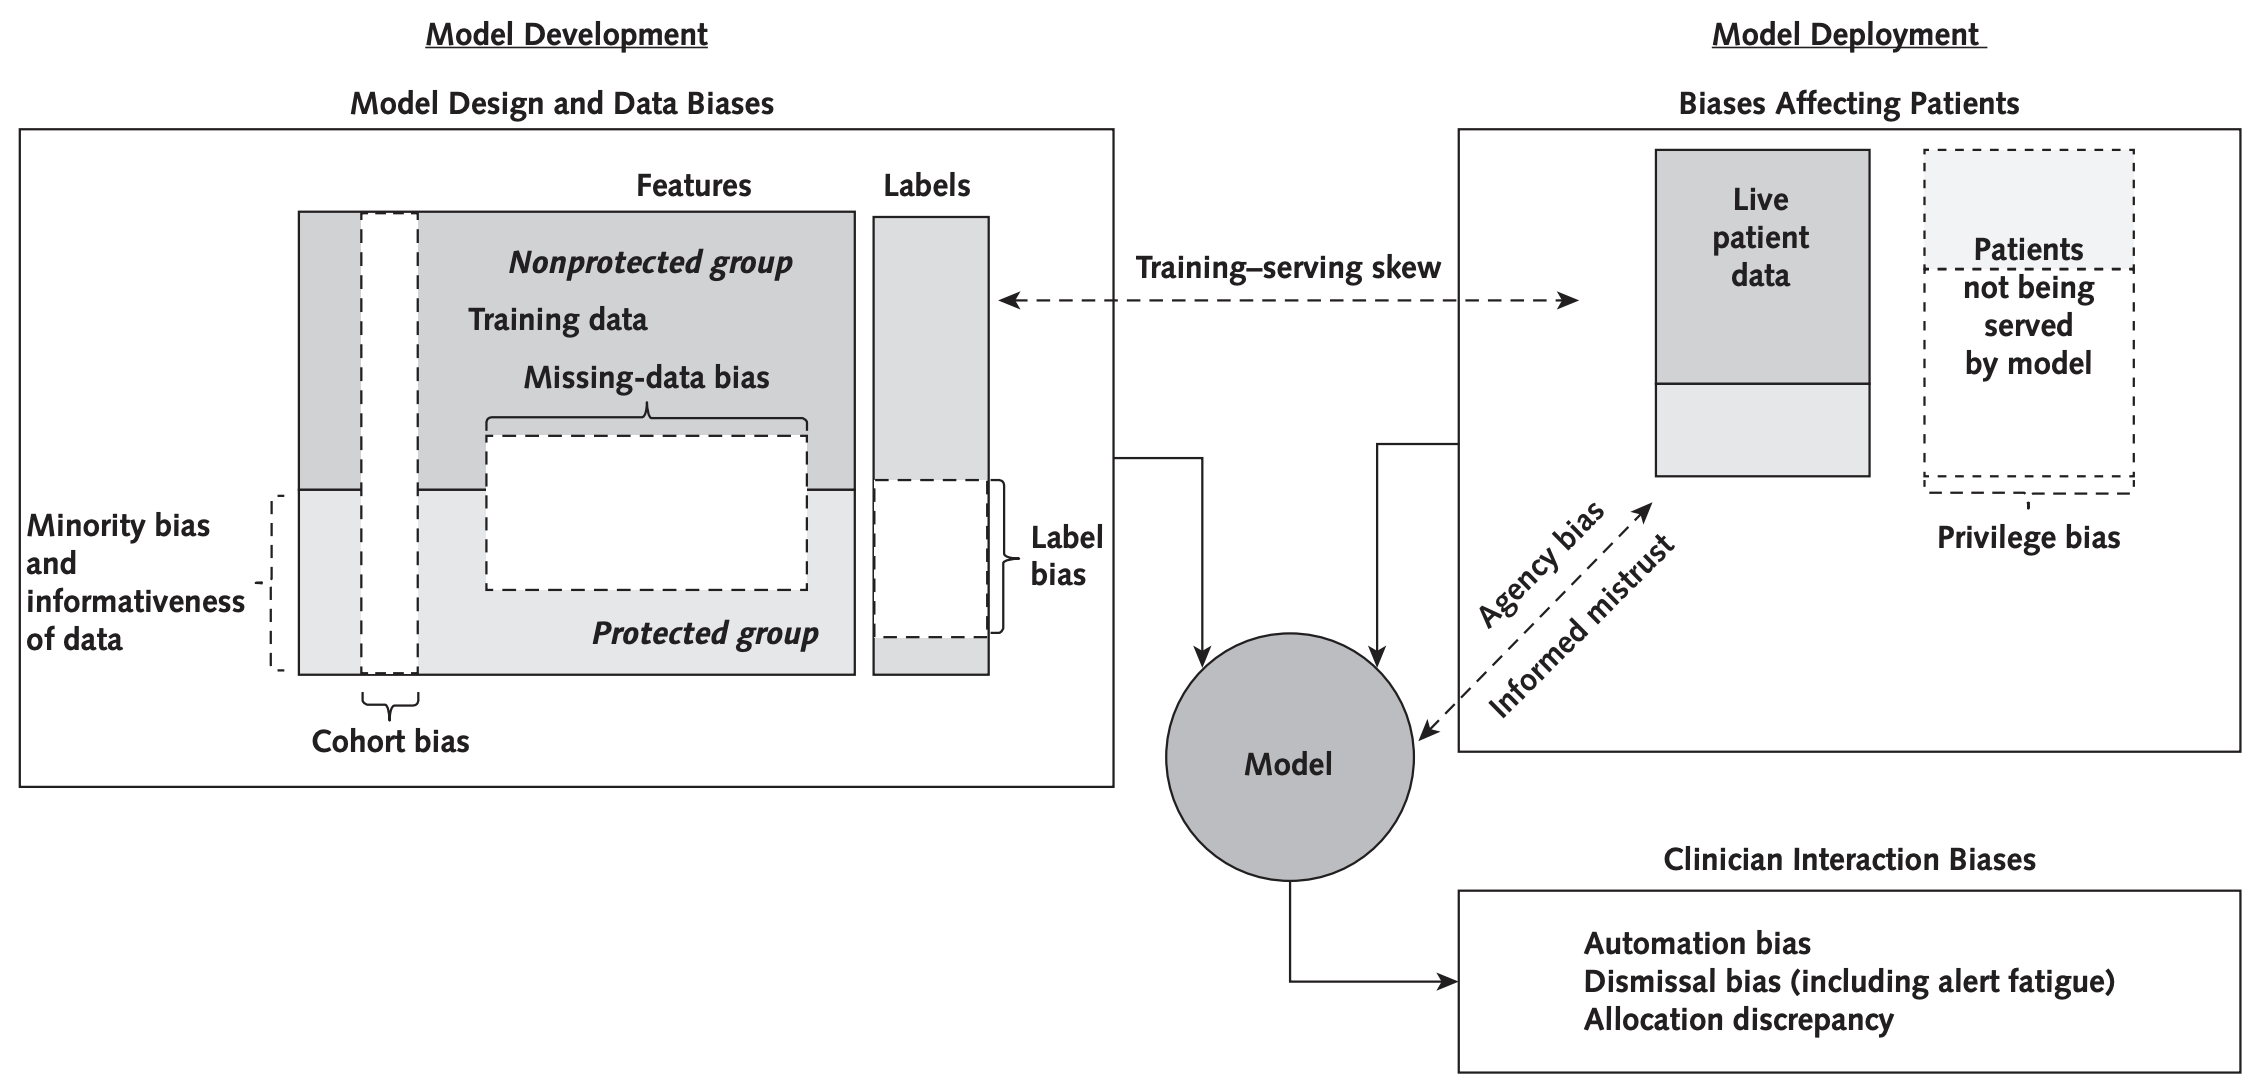 Model Development
Model Design and Data Biases
Features
Labels
Nonprotected group
Training data
Missing-data bias
Protected group
Minority bias
and
informativeness
of data
Cohort bias
Label
bias
Training–serving skew
Model Deployment
Biases Affecting Patients
Live
patient
data
Patients
not being
served
by model
Privilege bias
Agency bias
Informed mistrust
Model
Clinician Interaction Biases
Automation bias
Dismissal bias (including alert fatigue)
Allocation discrepancy